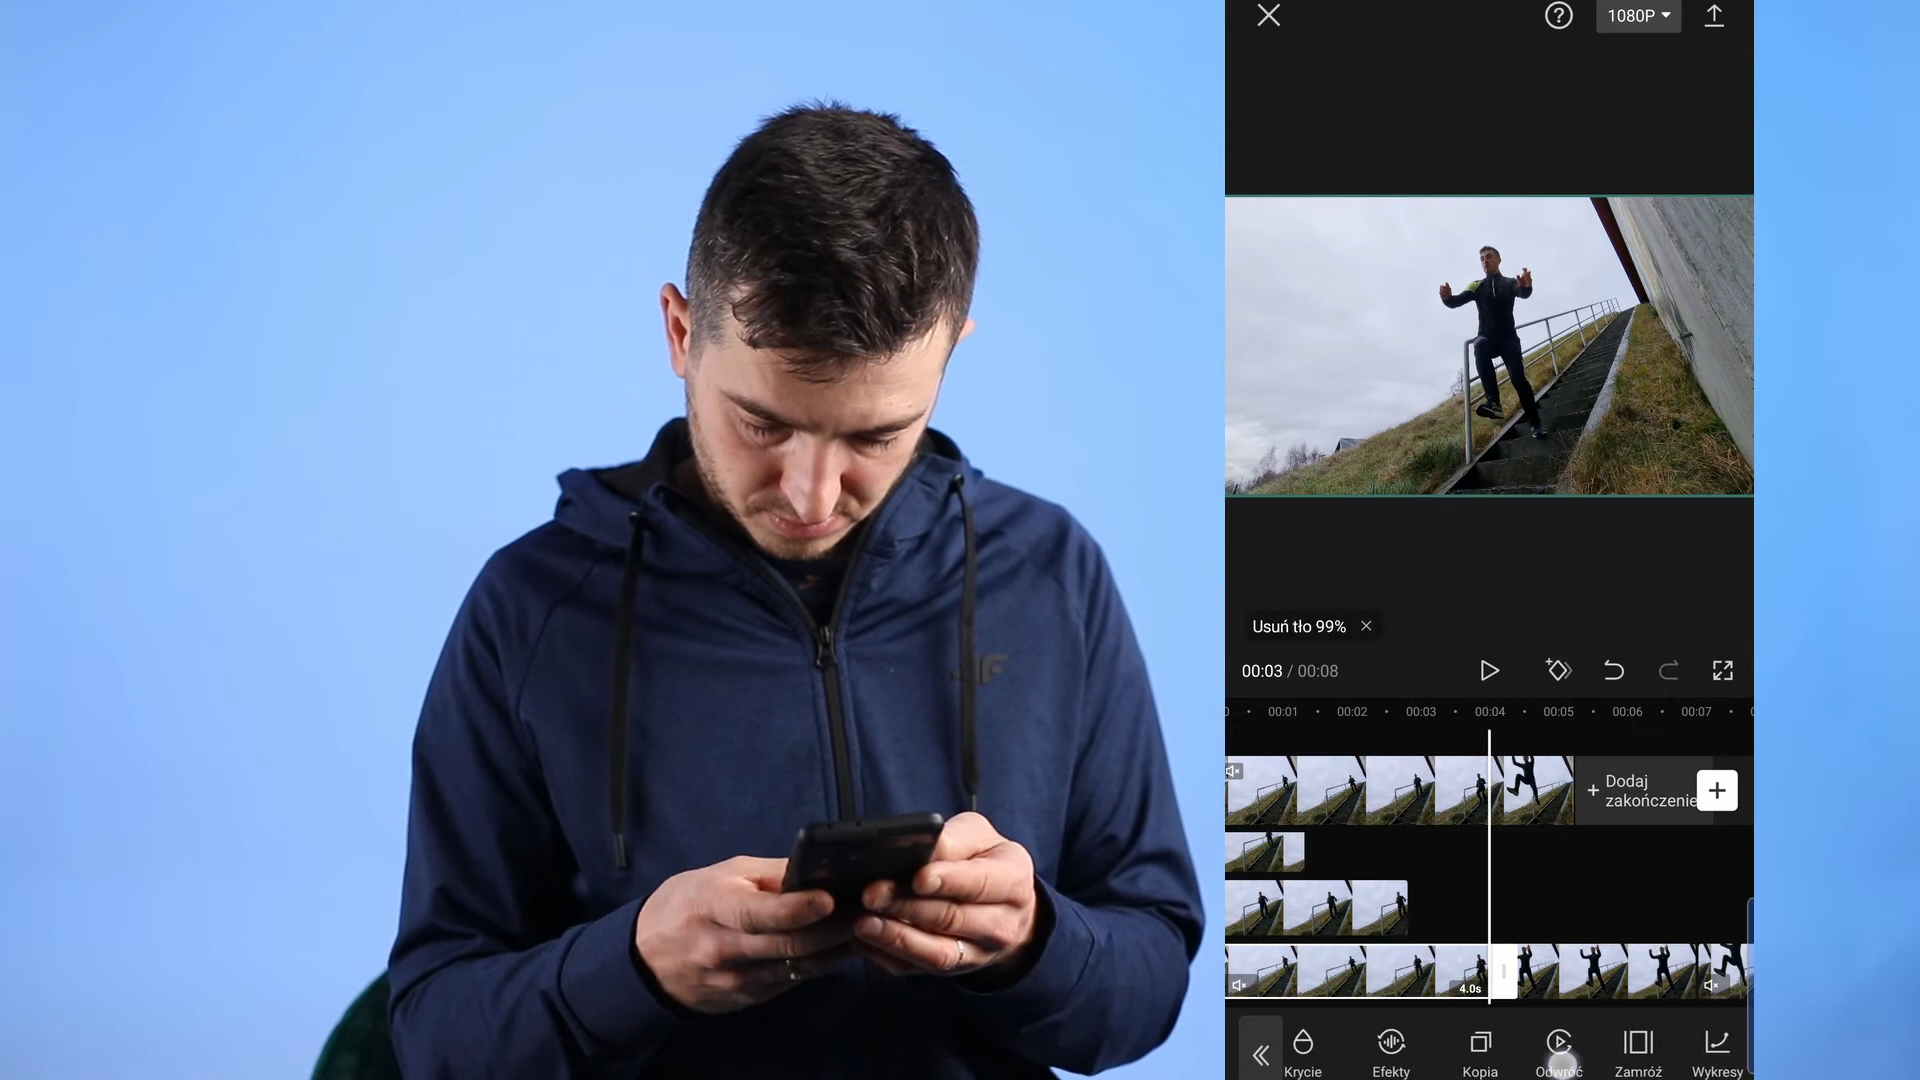 1080P
Usuń tło 99%
00:03 / 00:08
00:01 00:02 00:03 00:04 00:05 00:06 00:07
+ Dodaj
zakończenie
4.0s
Krycie Efekty Kopia Odwróć Zamróź Wykresy